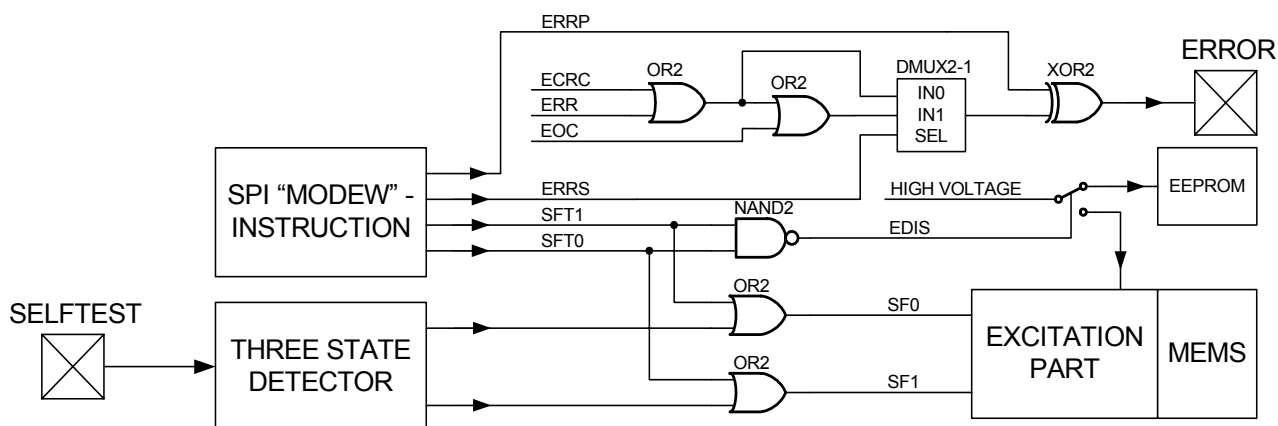 ERRP
ERROR
OR2
DMUX2-1
XOR2
ECRC
OR2
IN0
ERR
IN1
EOC
SEL
SPI “MODEW” -
INSTRUCTION
ERRS
HIGH VOLTAGE
EEPROM
SFT1
NAND2
SFT0
EDIS
SELFTEST
THREE STATE
DETECTOR
OR2
SF0
EXCITATION
PART
MEMS
OR2
SF1